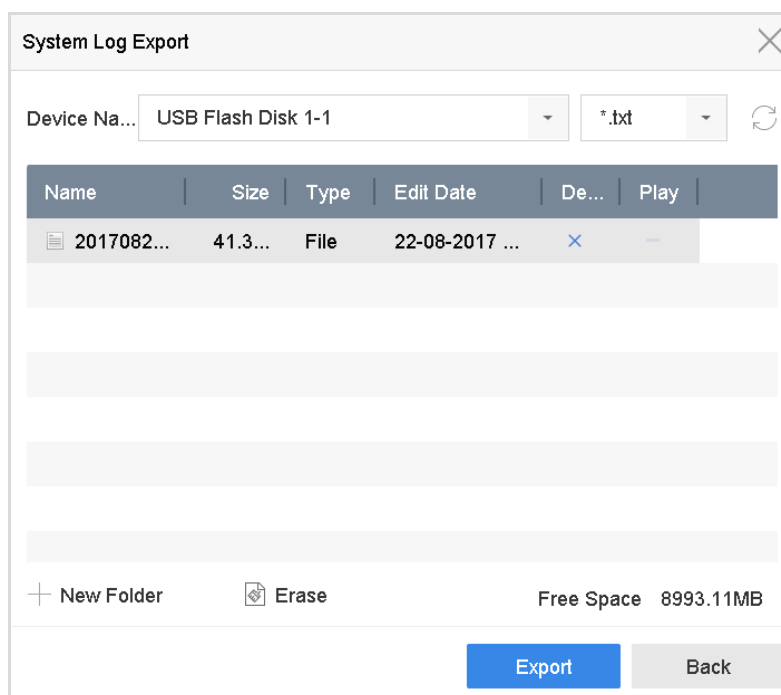 System Log Export
Device Na... USB Flash Disk 1-1 *.txt
Name Size Type Edit Date De... Play
2017082... 41.3... File 22-08-2017 ...
New Folder Erase Free Space 8993.11MB
Export Back